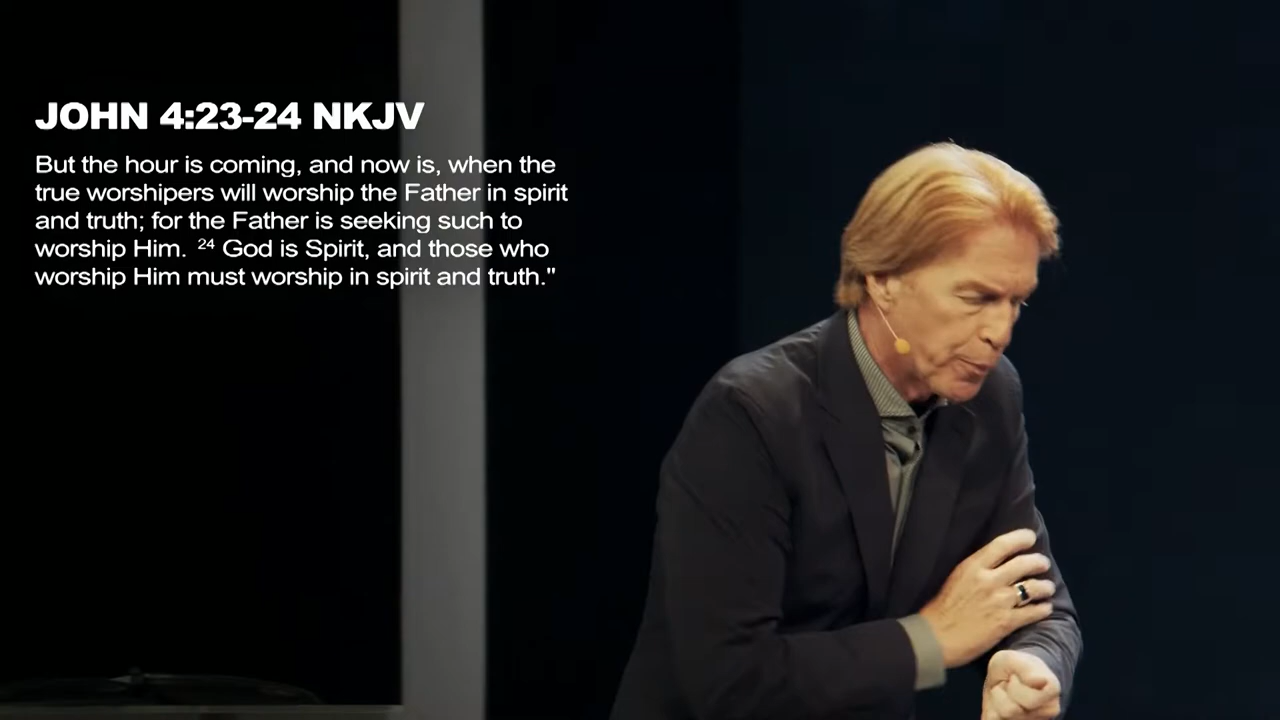 JOHN 4:23-24 NKJV
But the hour is coming, and now is, when the
true worshipers will worship the Father in spirit
and truth; for the Father is seeking such to
worship Him. ²⁴ God is Spirit, and those who
worship Him must worship in spirit and truth."